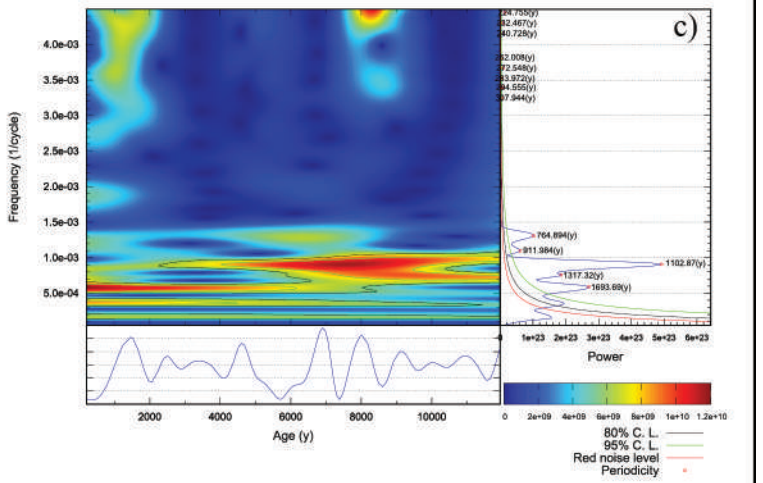 c)
224.755(y)
232.467(y)
240.728(y)
262.008(y)
272.548(y)
283.972(y)
294.555(y)
307.944(y)
4.0e-03
3.5e-03
3.0e-03
2.5e-03
2.0e-03
1.5e-03
1.0e-03
5.0e-04
Frequency (1/cycle)
764.894(y)
911.984(y)
1102.87(y)
1317.32(y)
1693.69(y)
1e+23 2e+23 3e+23 4e+23 5e+23 6e+23
Power
2000 4000 6000 8000 10000
Age (y)
0 2e+09 4e+09 6e+09 8e+09 1e+10 1.2e+10
80% C. L.
95% C. L.
Red noise level
Periodicity